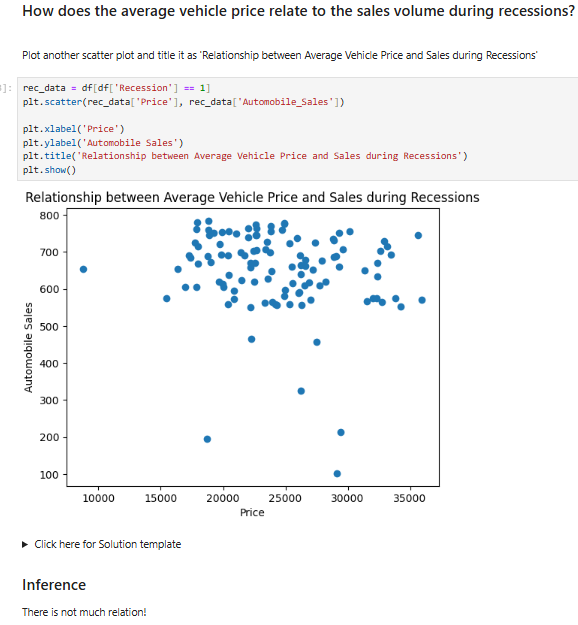 How does the average vehicle price relate to the sales volume during recessions?
Plot another scatter plot and title it as 'Relationship between Average Vehicle Price and Sales during Recessions'
]:
rec_data = df[df['Recession'] == 1]
plt.scatter(rec_data['Price'], rec_data['Automobile_Sales'])
plt.xlabel('Price')
plt.ylabel('Automobile Sales')
plt.title('Relationship between Average Vehicle Price and Sales during Recessions')
plt.show()
Relationship between Average Vehicle Price and Sales during Recessions
800
700
600
500
400
300
200
100
Automobile Sales
10000 15000 20000 25000 30000 35000
Price
Click here for Solution template
Inference
There is not much relation!